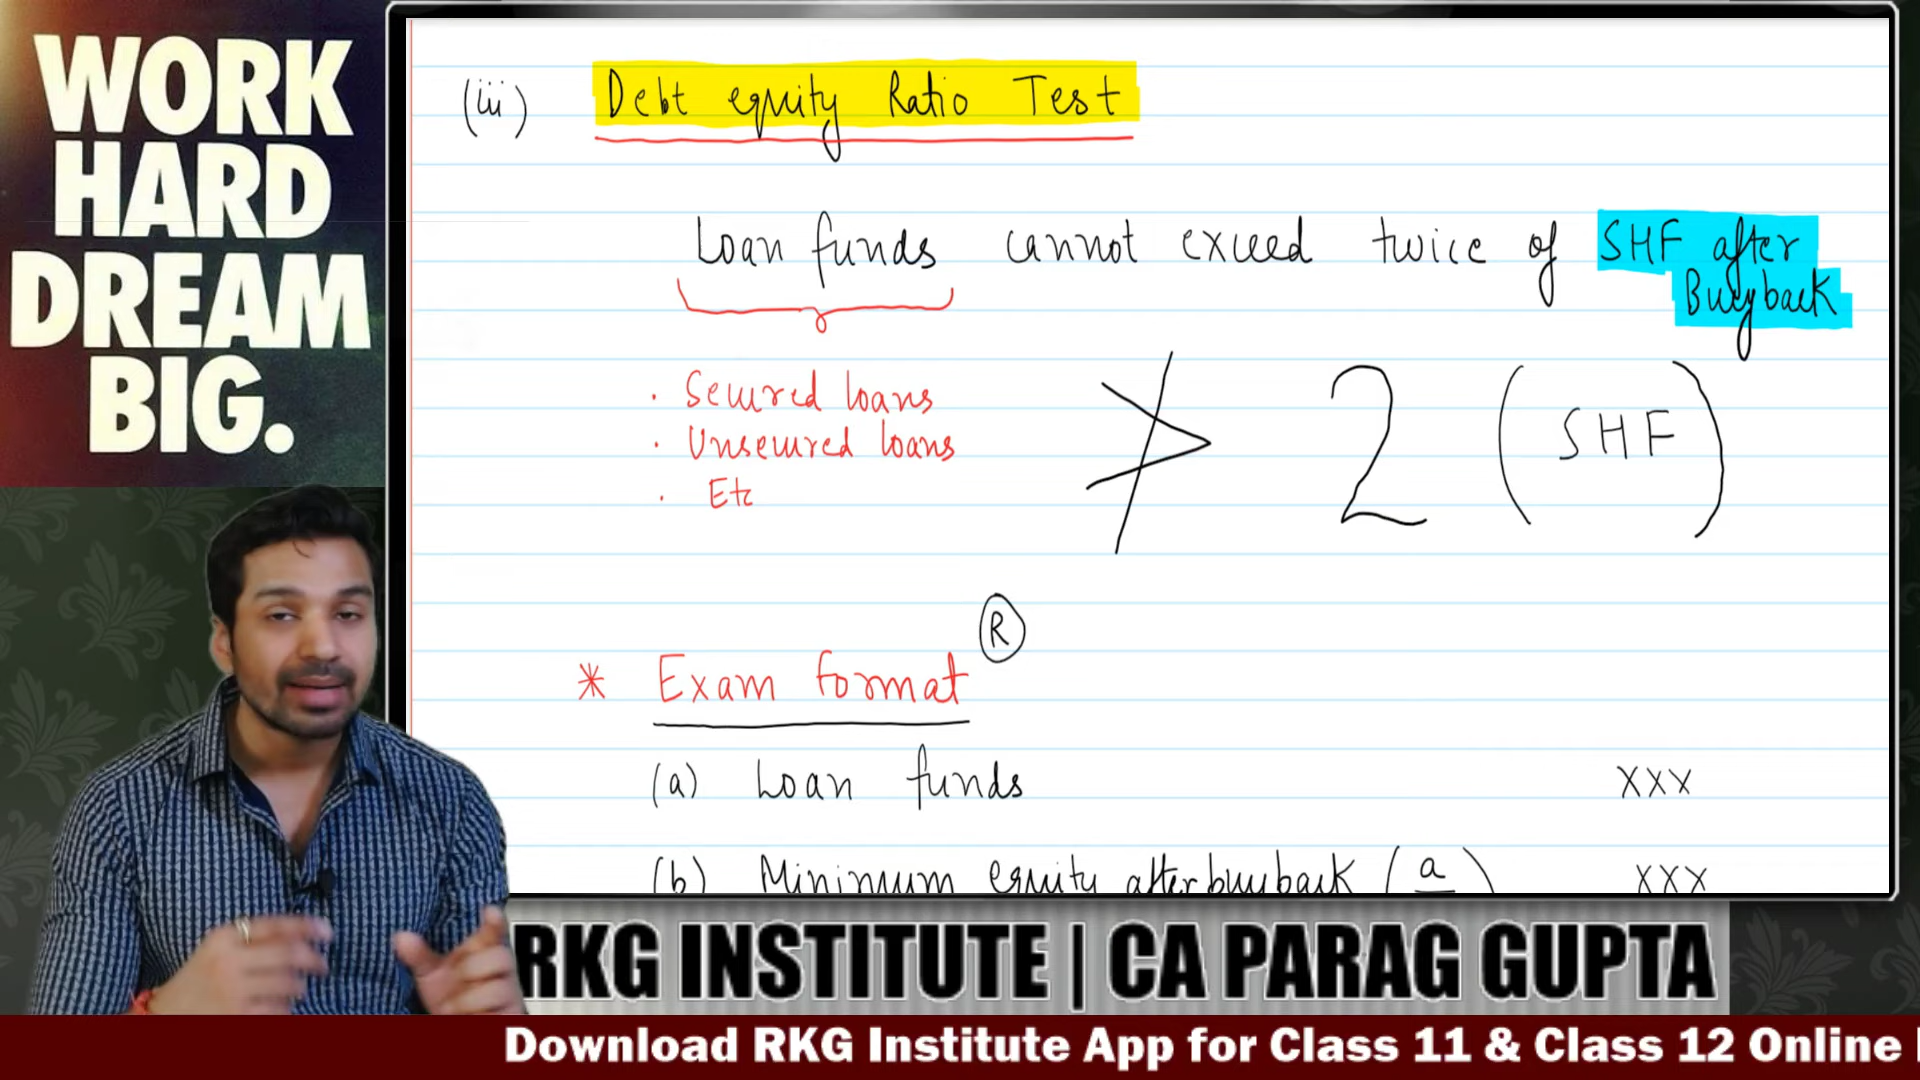 WORK
HARD
DREAM
BIG.
(iii) Debt equity Ratio Test
Loan funds cannot exceed twice of SHF after
Buyback
. Secured loans
. Unsecured loans
. Etc
≯ 2 (SHF)
* Exam format Ⓡ
(a) Loan funds xxx
(b) Minimum equity after buyback (a xxx
RKG INSTITUTE | CA PARAG GUPTA
Download RKG Institute App for Class 11 & Class 12 Online